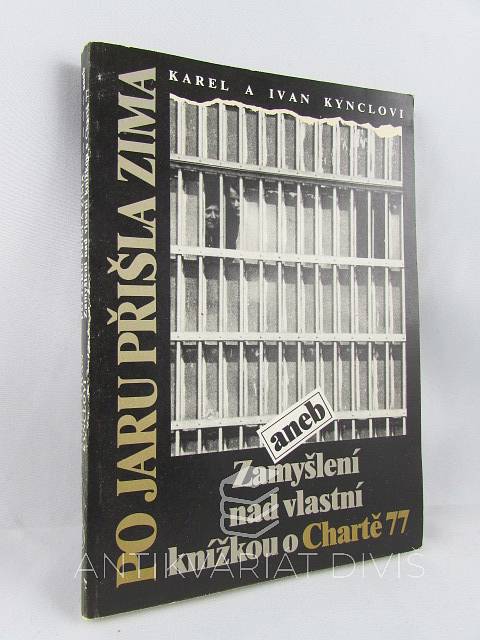 KAREL A IVAN KYNCLOVI
PO JARU PŘIŠLA ZIMA
aneb
Zamyšlení
nad vlastní
knížkou o Chartě 77
ANTIKVARIÁT DIVIŠ